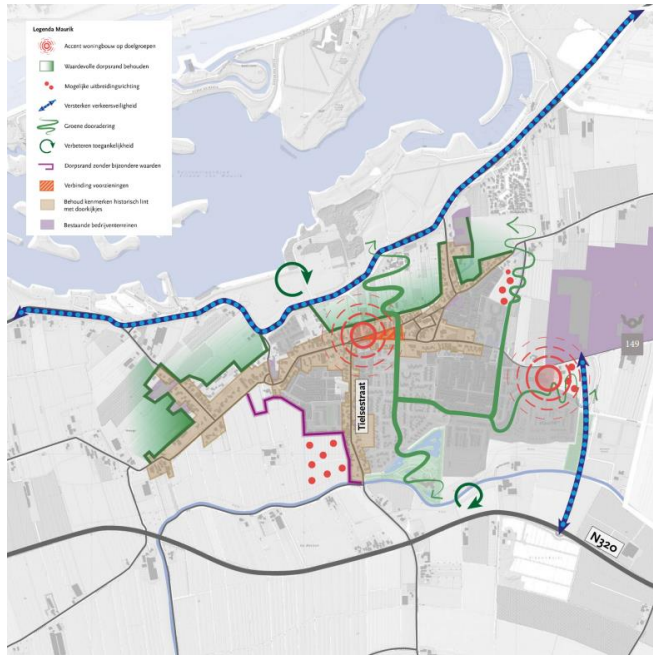 Legenda Maurik
Accent woningbouw op doelgroepen
Waardevolle dorpsrand behouden
Mogelijke uitbreidingsrichting
Versterken verkeersveiligheid
Groene dooradering
Verbeteren toegankelijkheid
Dorpsrand zonder bijzondere waarden
Verbinding voorzieningen
Behoud kenmerken historisch lint
met doorkijkjes
Bestaande bedrijventerreinen
149
Tielsestraat
N320